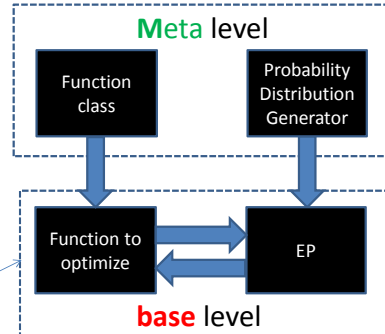 Meta level
Function
class
Probability
Distribution
Generator
Function to
optimize
EP
base level